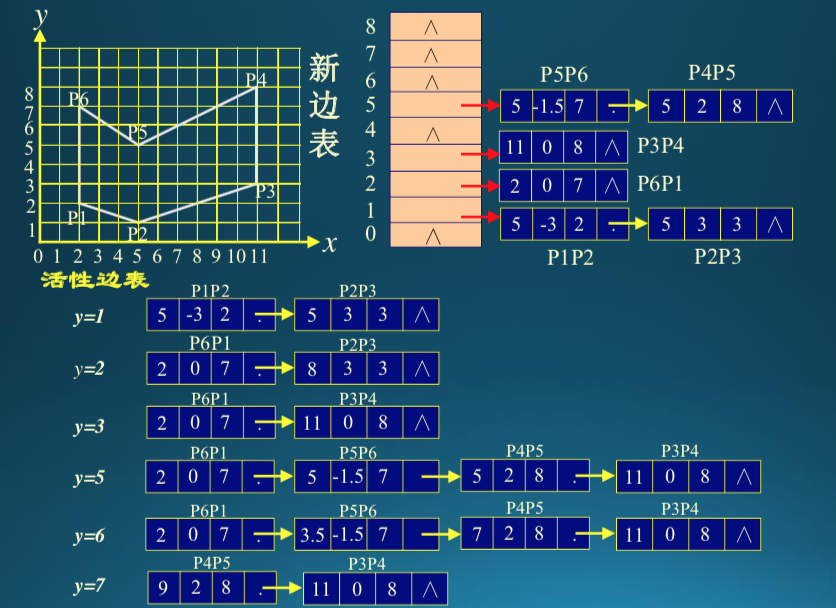 y
8
7
6
5
4
3
2
1
0 1 2 3 4 5 6 7 8 9 10 11
x
P6
P4
P5
P3
P1
P2
新边表
8 ∧
7 ∧
6 ∧
5
4 ∧
3
2
1
0 ∧
P5P6 P4P5
5 -1.5 7 . 5 2 8 ∧
11 0 8 ∧ P3P4
2 0 7 ∧ P6P1
5 -3 2 . 5 3 3 ∧
P1P2 P2P3
活性边表
P1P2 P2P3
y=1 5 -3 2 . 5 3 3 ∧
P6P1 P2P3
y=2 2 0 7 . 8 3 3 ∧
P6P1 P3P4
y=3 2 0 7 . 11 0 8 ∧
P6P1 P5P6 P4P5 P3P4
y=5 2 0 7 . 5 -1.5 7 5 2 8 . 11 0 8 ∧
P6P1 P5P6 P4P5 P3P4
y=6 2 0 7 . 3.5 -1.5 7 7 2 8 . 11 0 8 ∧
P4P5 P3P4
y=7 9 2 8 . 11 0 8 ∧